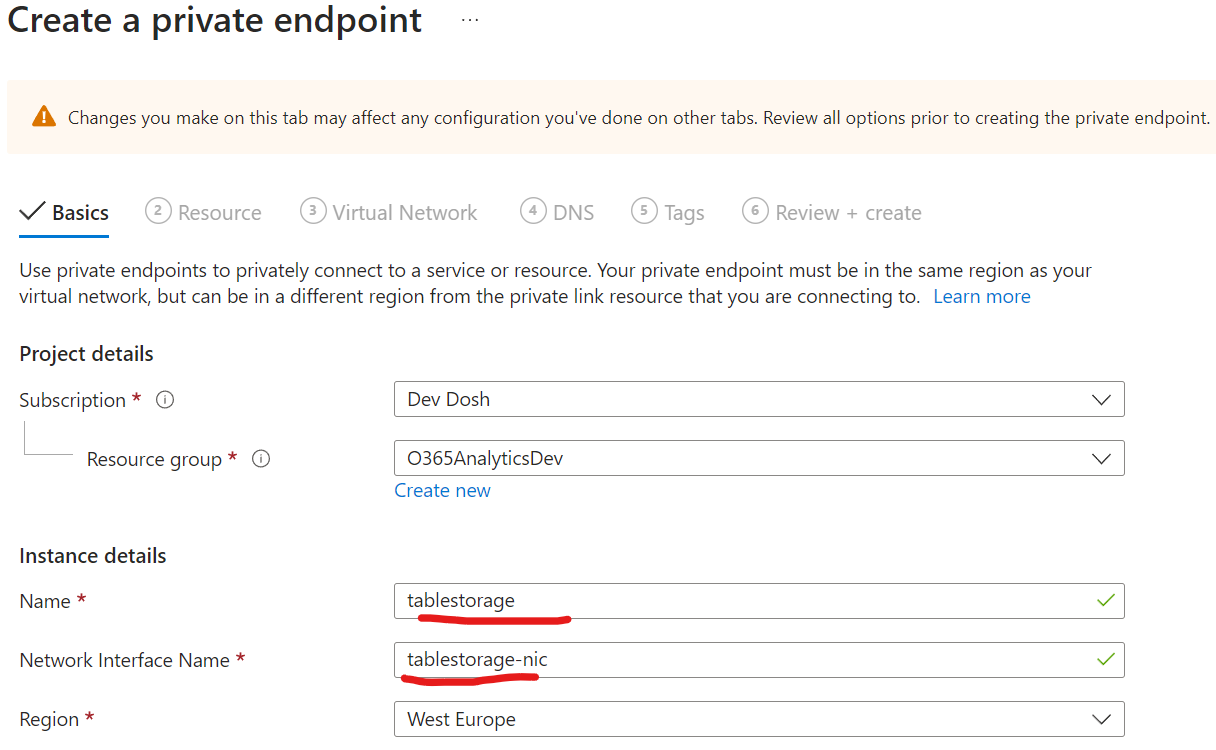 Create a private endpoint ...
Changes you make on this tab may affect any configuration you've done on other tabs. Review all options prior to creating the private endpoint.
Basics 2 Resource 3 Virtual Network 4 DNS 5 Tags 6 Review + create
Use private endpoints to privately connect to a service or resource. Your private endpoint must be in the same region as your
virtual network, but can be in a different region from the private link resource that you are connecting to. Learn more
Project details
Subscription * Dev Dosh
Resource group * O365AnalyticsDev
Create new
Instance details
Name * tablestorage
Network Interface Name * tablestorage-nic
Region * West Europe